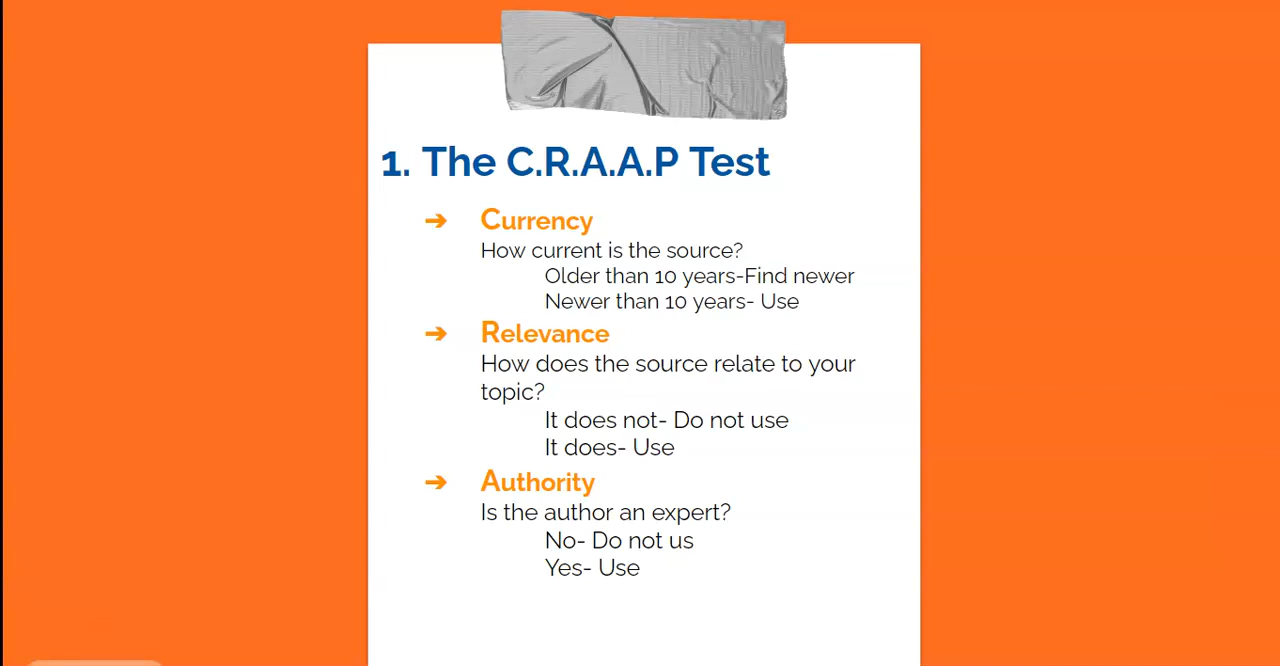 1. The C.R.A.A.P Test
➔ Currency
How current is the source?
Older than 10 years-Find newer
Newer than 10 years- Use
➔ Relevance
How does the source relate to your
topic?
It does not- Do not use
It does- Use
➔ Authority
Is the author an expert?
No- Do not us
Yes- Use